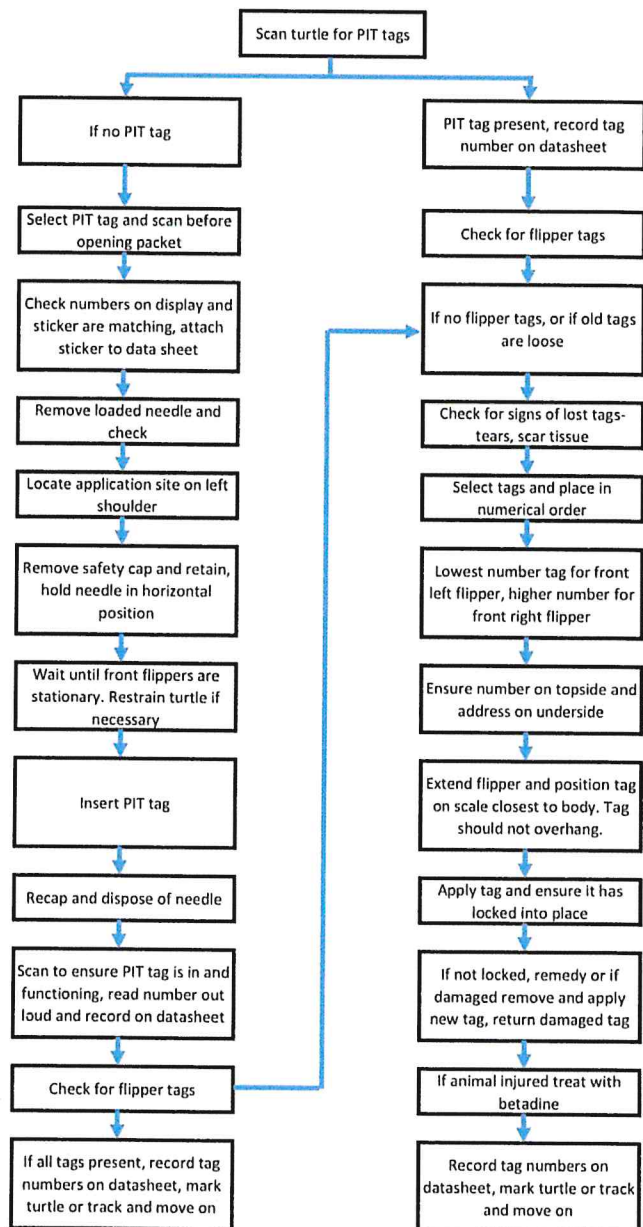 Scan turtle for PIT tags
If no PIT tag
Select PIT tag and scan before
opening packet
Check numbers on display and
sticker are matching, attach
sticker to data sheet
Remove loaded needle and
check
Locate application site on left
shoulder
Remove safety cap and retain,
hold needle in horizontal
position
Wait until front flippers are
stationary. Restrain turtle if
necessary
Insert PIT tag
Recap and dispose of needle
Scan to ensure PIT tag is in and
functioning, read number out
loud and record on datasheet
Check for flipper tags
If all tags present, record tag
numbers on datasheet, mark
turtle or track and move on
PIT tag present, record tag
number on datasheet
Check for flipper tags
If no flipper tags, or if old tags
are loose
Check for signs of lost tags-
tears, scar tissue
Select tags and place in
numerical order
Lowest number tag for front
left flipper, higher number for
front right flipper
Ensure number on topside and
address on underside
Extend flipper and position tag
on scale closest to body. Tag
should not overhang.
Apply tag and ensure it has
locked into place
If not locked, remedy or if
damaged remove and apply
new tag, return damaged tag
If animal injured treat with
betadine
Record tag numbers on
datasheet, mark turtle or track
and move on